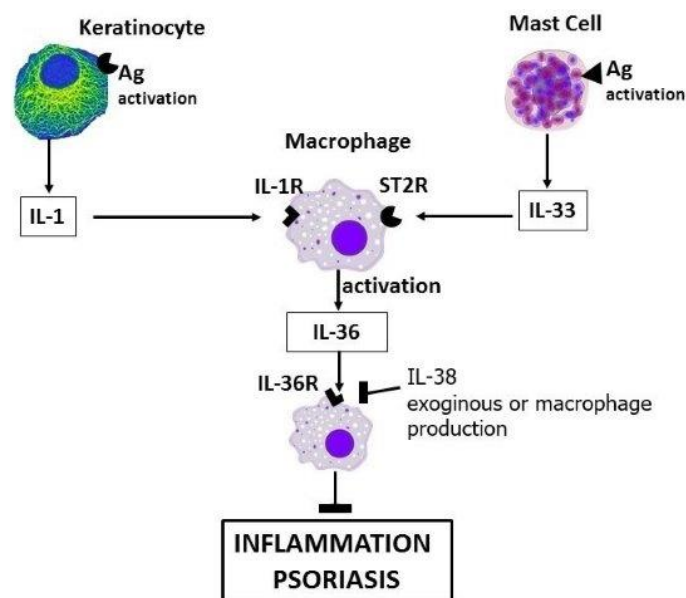 Keratinocyte
Mast Cell
Ag
activation
Ag
activation
Macrophage
IL-1R
ST2R
IL-1
IL-33
activation
IL-36
IL-36R
IL-38
exoginous or macrophage
production
INFLAMMATION
PSORIASIS